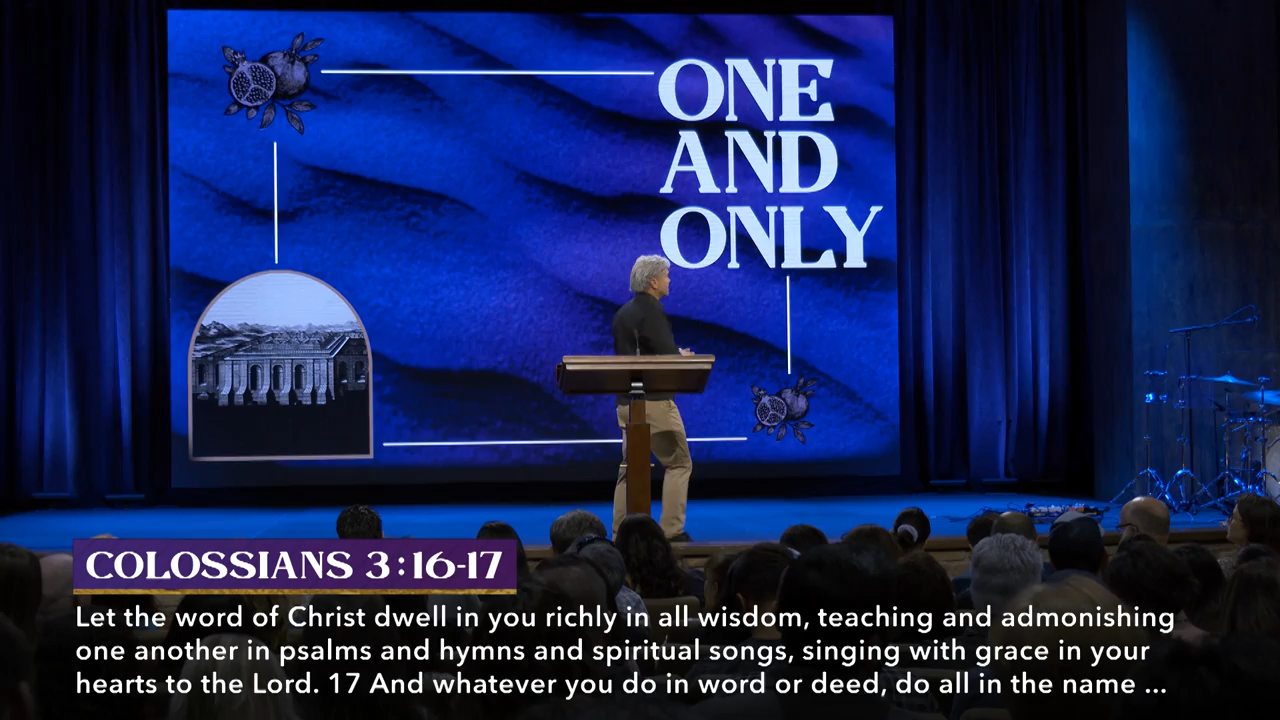 ONE
AND
ONLY
COLOSSIANS 3:16-17
Let the word of Christ dwell in you richly in all wisdom, teaching and admonishing
one another in psalms and hymns and spiritual songs, singing with grace in your
hearts to the Lord. 17 And whatever you do in word or deed, do all in the name ...